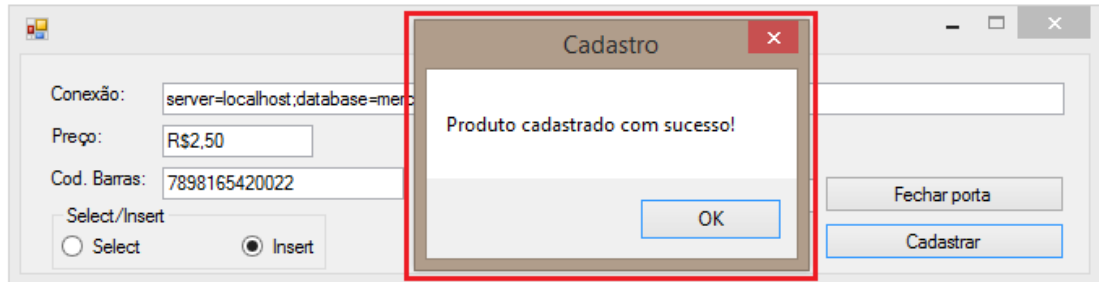 Cadastro
Produto cadastrado com sucesso!
OK
Conexão: server=localhost;database=merc
Preço: R$2,50
Cod. Barras: 7898165420022
Select/Insert
Select Insert
Fechar porta
Cadastrar